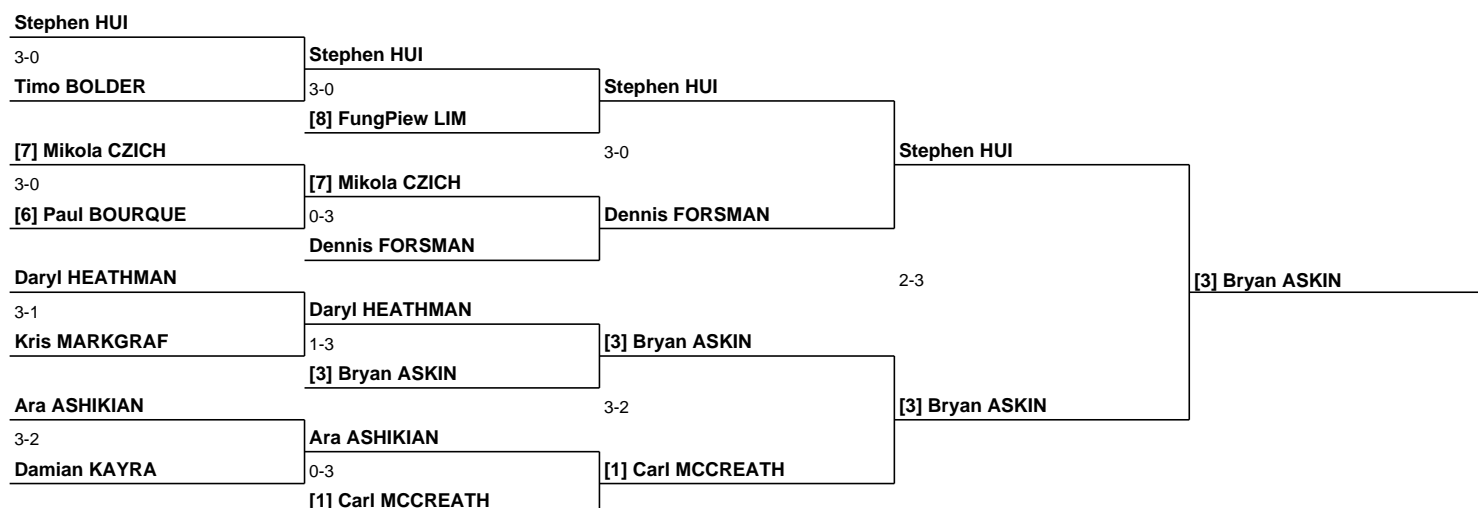 Stephen HUI
3-0
Timo BOLDER
[7] Mikola CZICH
3-0
[6] Paul BOURQUE
Daryl HEATHMAN
3-1
Kris MARKGRAF
Ara ASHIKIAN
3-2
Damian KAYRA
Stephen HUI
3-0
[8] FungPiew LIM
[7] Mikola CZICH
0-3
Dennis FORSMAN
Daryl HEATHMAN
1-3
[3] Bryan ASKIN
Ara ASHIKIAN
0-3
[1] Carl MCCREATH
Stephen HUI
3-0
Dennis FORSMAN
[3] Bryan ASKIN
3-2
[1] Carl MCCREATH
Stephen HUI
2-3
[3] Bryan ASKIN
[3] Bryan ASKIN